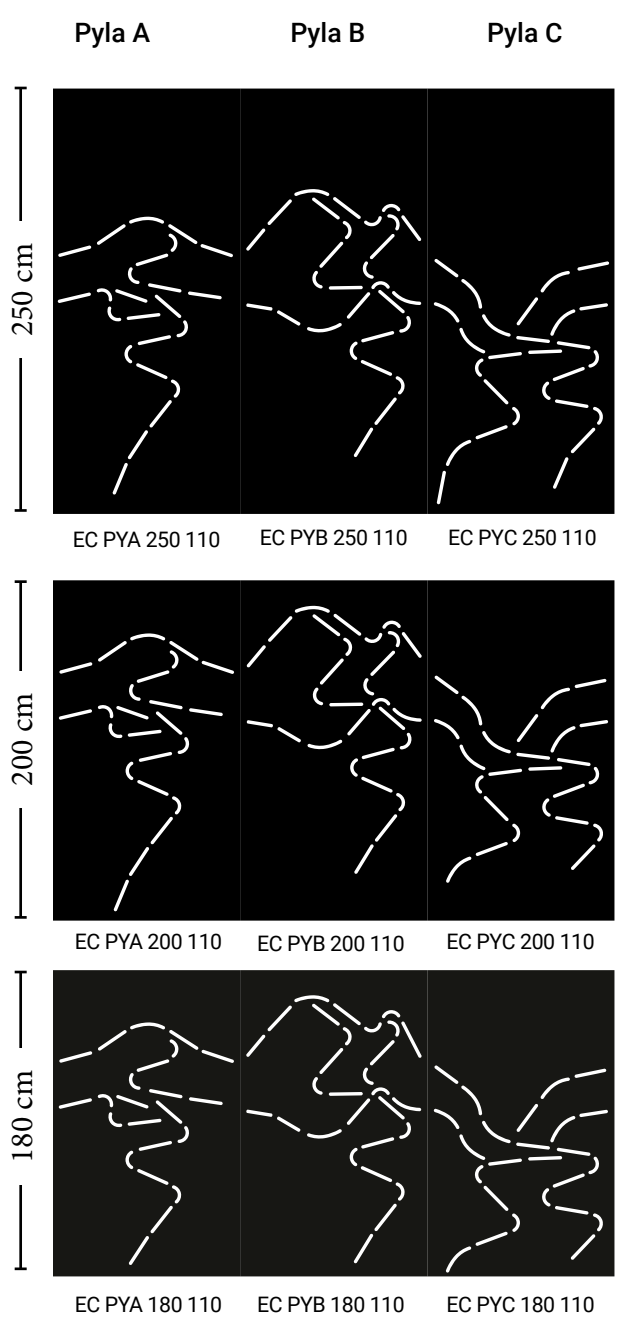 Pyla A Pyla B Pyla C
250 cm
EC PYA 250 110 EC PYB 250 110 EC PYC 250 110
200 cm
EC PYA 200 110 EC PYB 200 110 EC PYC 200 110
180 cm
EC PYA 180 110 EC PYB 180 110 EC PYC 180 110